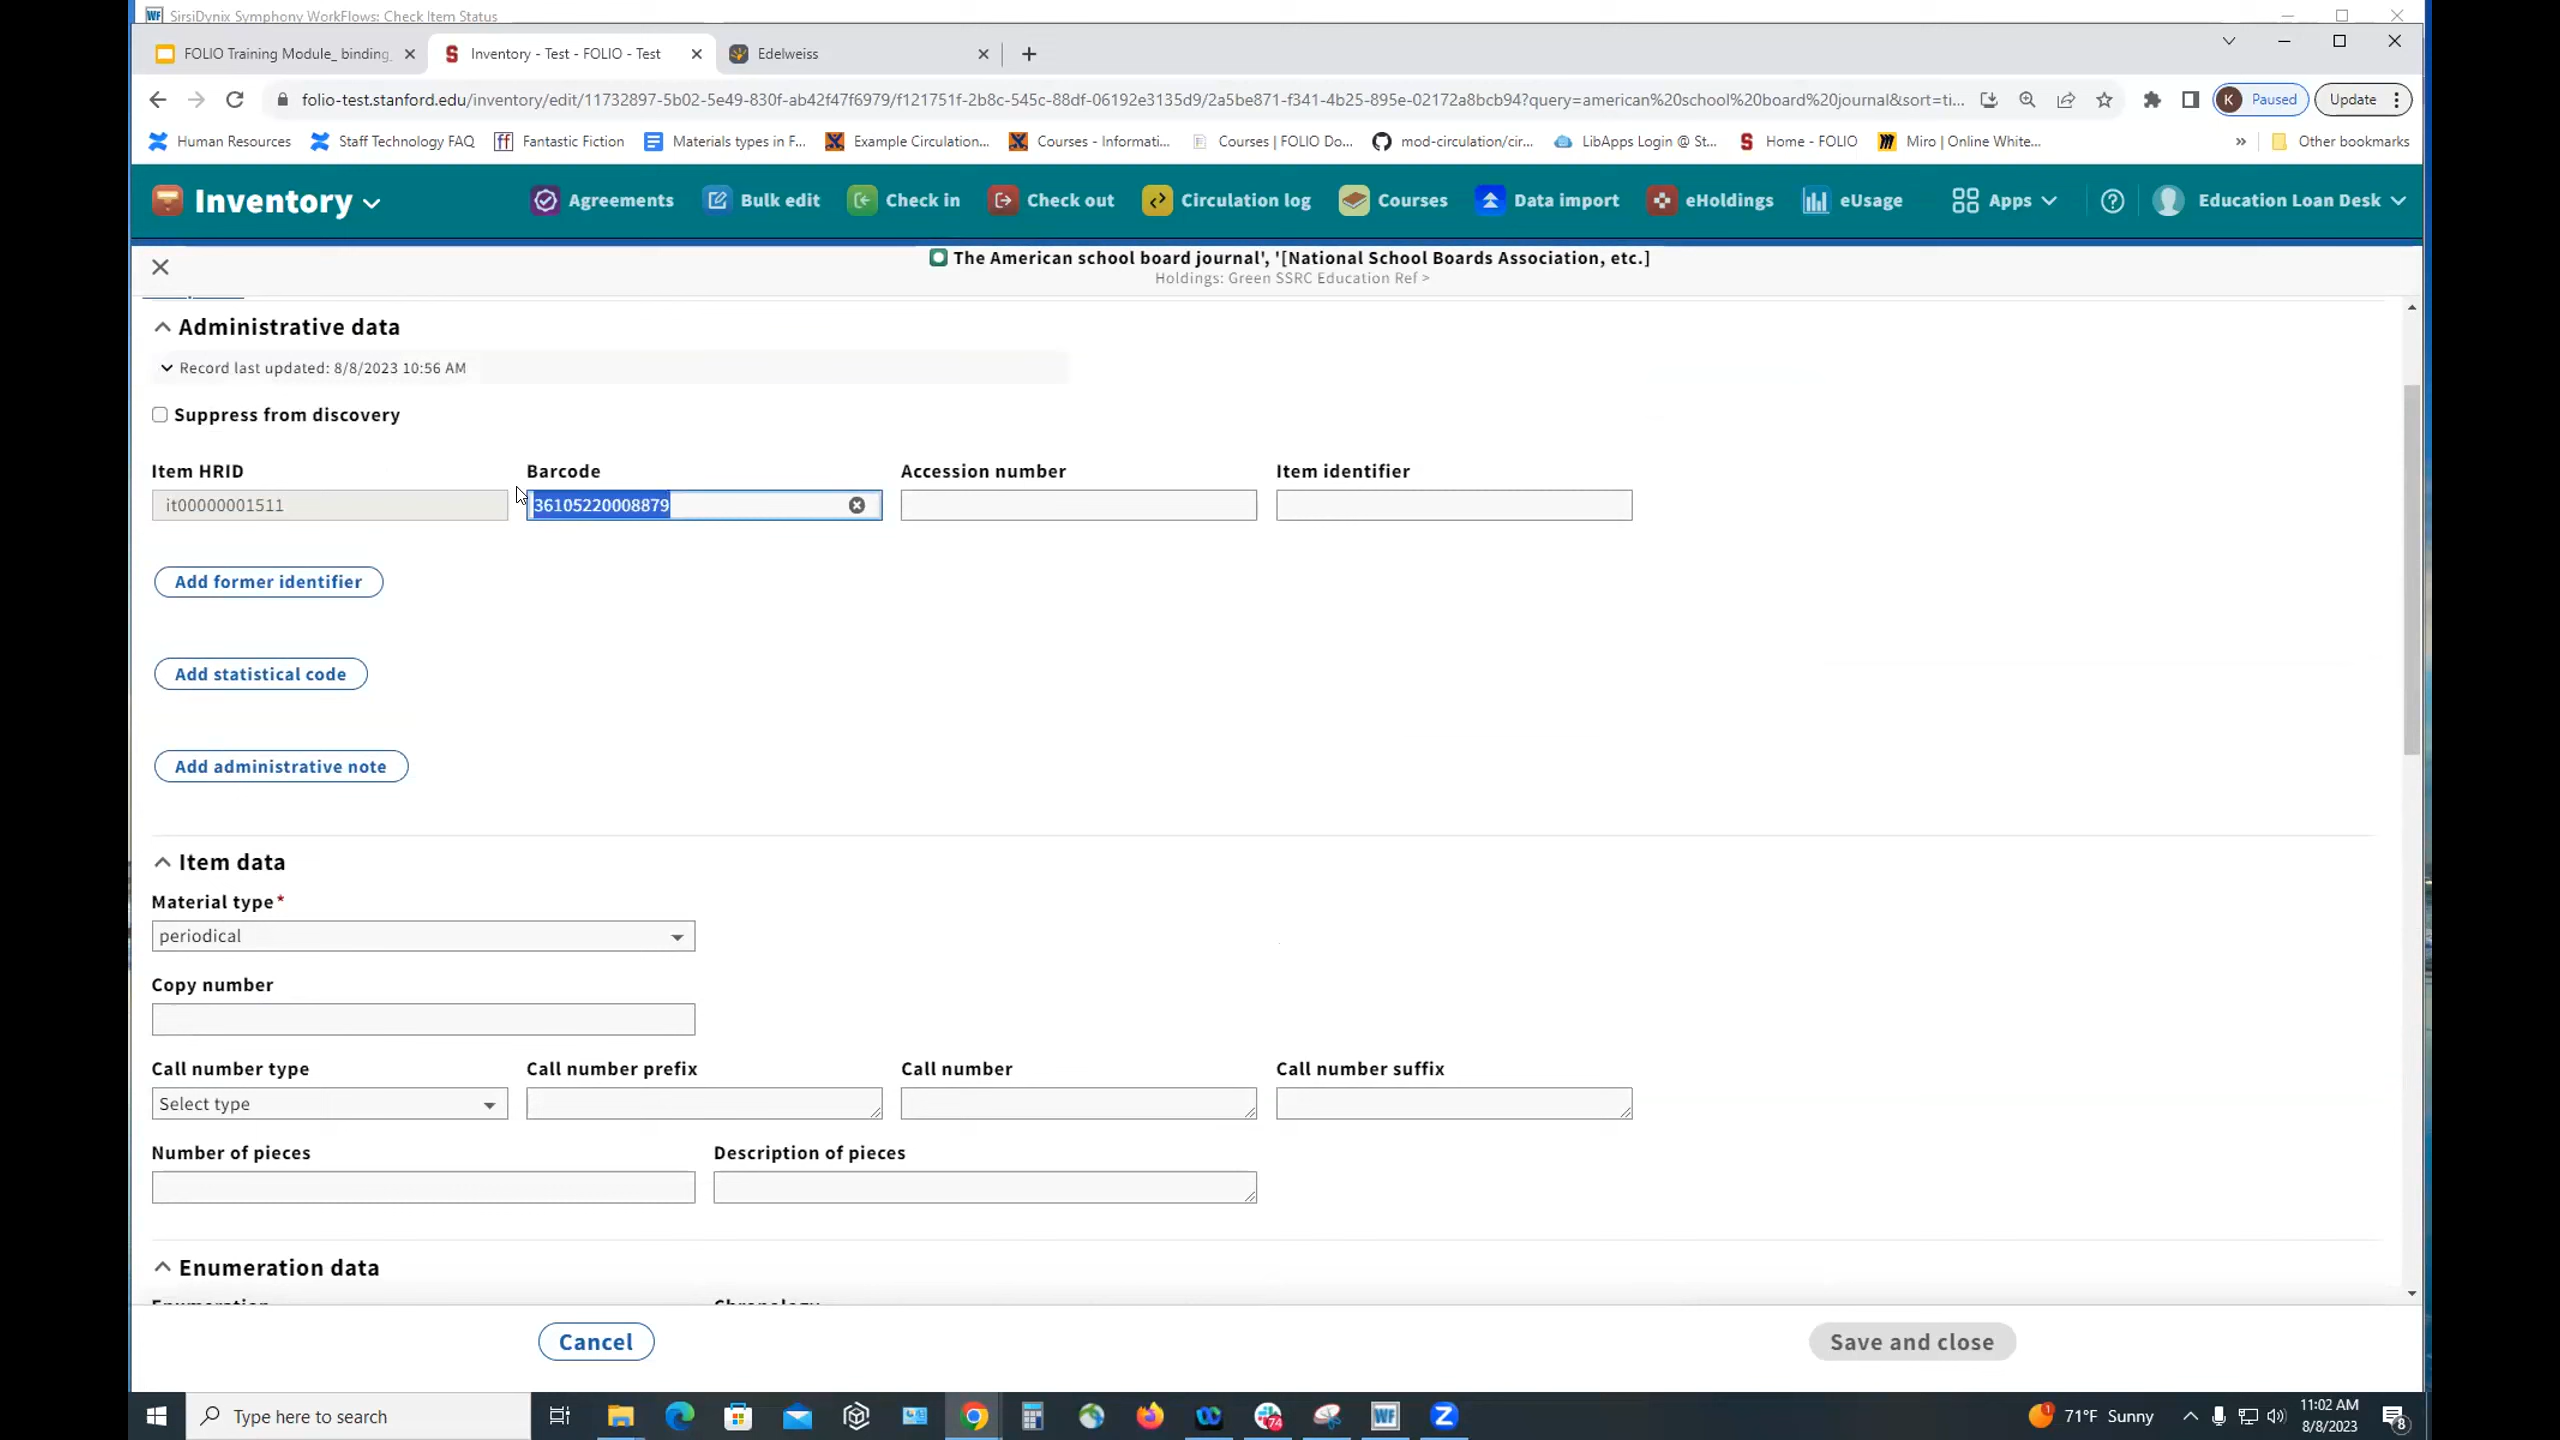 SirsiDynix Symphony WorkFlows: Check Item Status
FOLIO Training Module_ binding_
Inventory - Test - FOLIO - Test
Edelweiss
folio-test.stanford.edu/inventory/edit/11732897-5b02-5e49-830f-ab42f47f6979/f121751f-2b8c-545c-88df-06192e3135d9/2a5be871-f341-4b25-895e-02172a8bcb94?query=american%20school%20board%20journal&sort=ti...
K Paused
Update
Human Resources
Staff Technology FAQ
Fantastic Fiction
Materials types in F...
Example Circulation...
Courses - Informati...
Courses | FOLIO Do...
mod-circulation/cir...
LibApps Login @ St...
Home - FOLIO
Miro | Online White...
»
Other bookmarks
Inventory
Agreements
Bulk edit
Check in
Check out
Circulation log
Courses
Data import
eHoldings
eUsage
Apps
Education Loan Desk
The American school board journal', '[National School Boards Association, etc.]
Holdings: Green SSRC Education Ref >
Administrative data
Record last updated: 8/8/2023 10:56 AM
Suppress from discovery
Item HRID
Barcode
Accession number
Item identifier
it00000001511
36105220008879
Add former identifier
Add statistical code
Add administrative note
Item data
Material type*
periodical
Copy number
Call number type
Call number prefix
Call number
Call number suffix
Select type
Number of pieces
Description of pieces
Enumeration data
Enumeration
Chronology
Cancel
Save and close
Type here to search
71°F Sunny
11:02 AM
8/8/2023